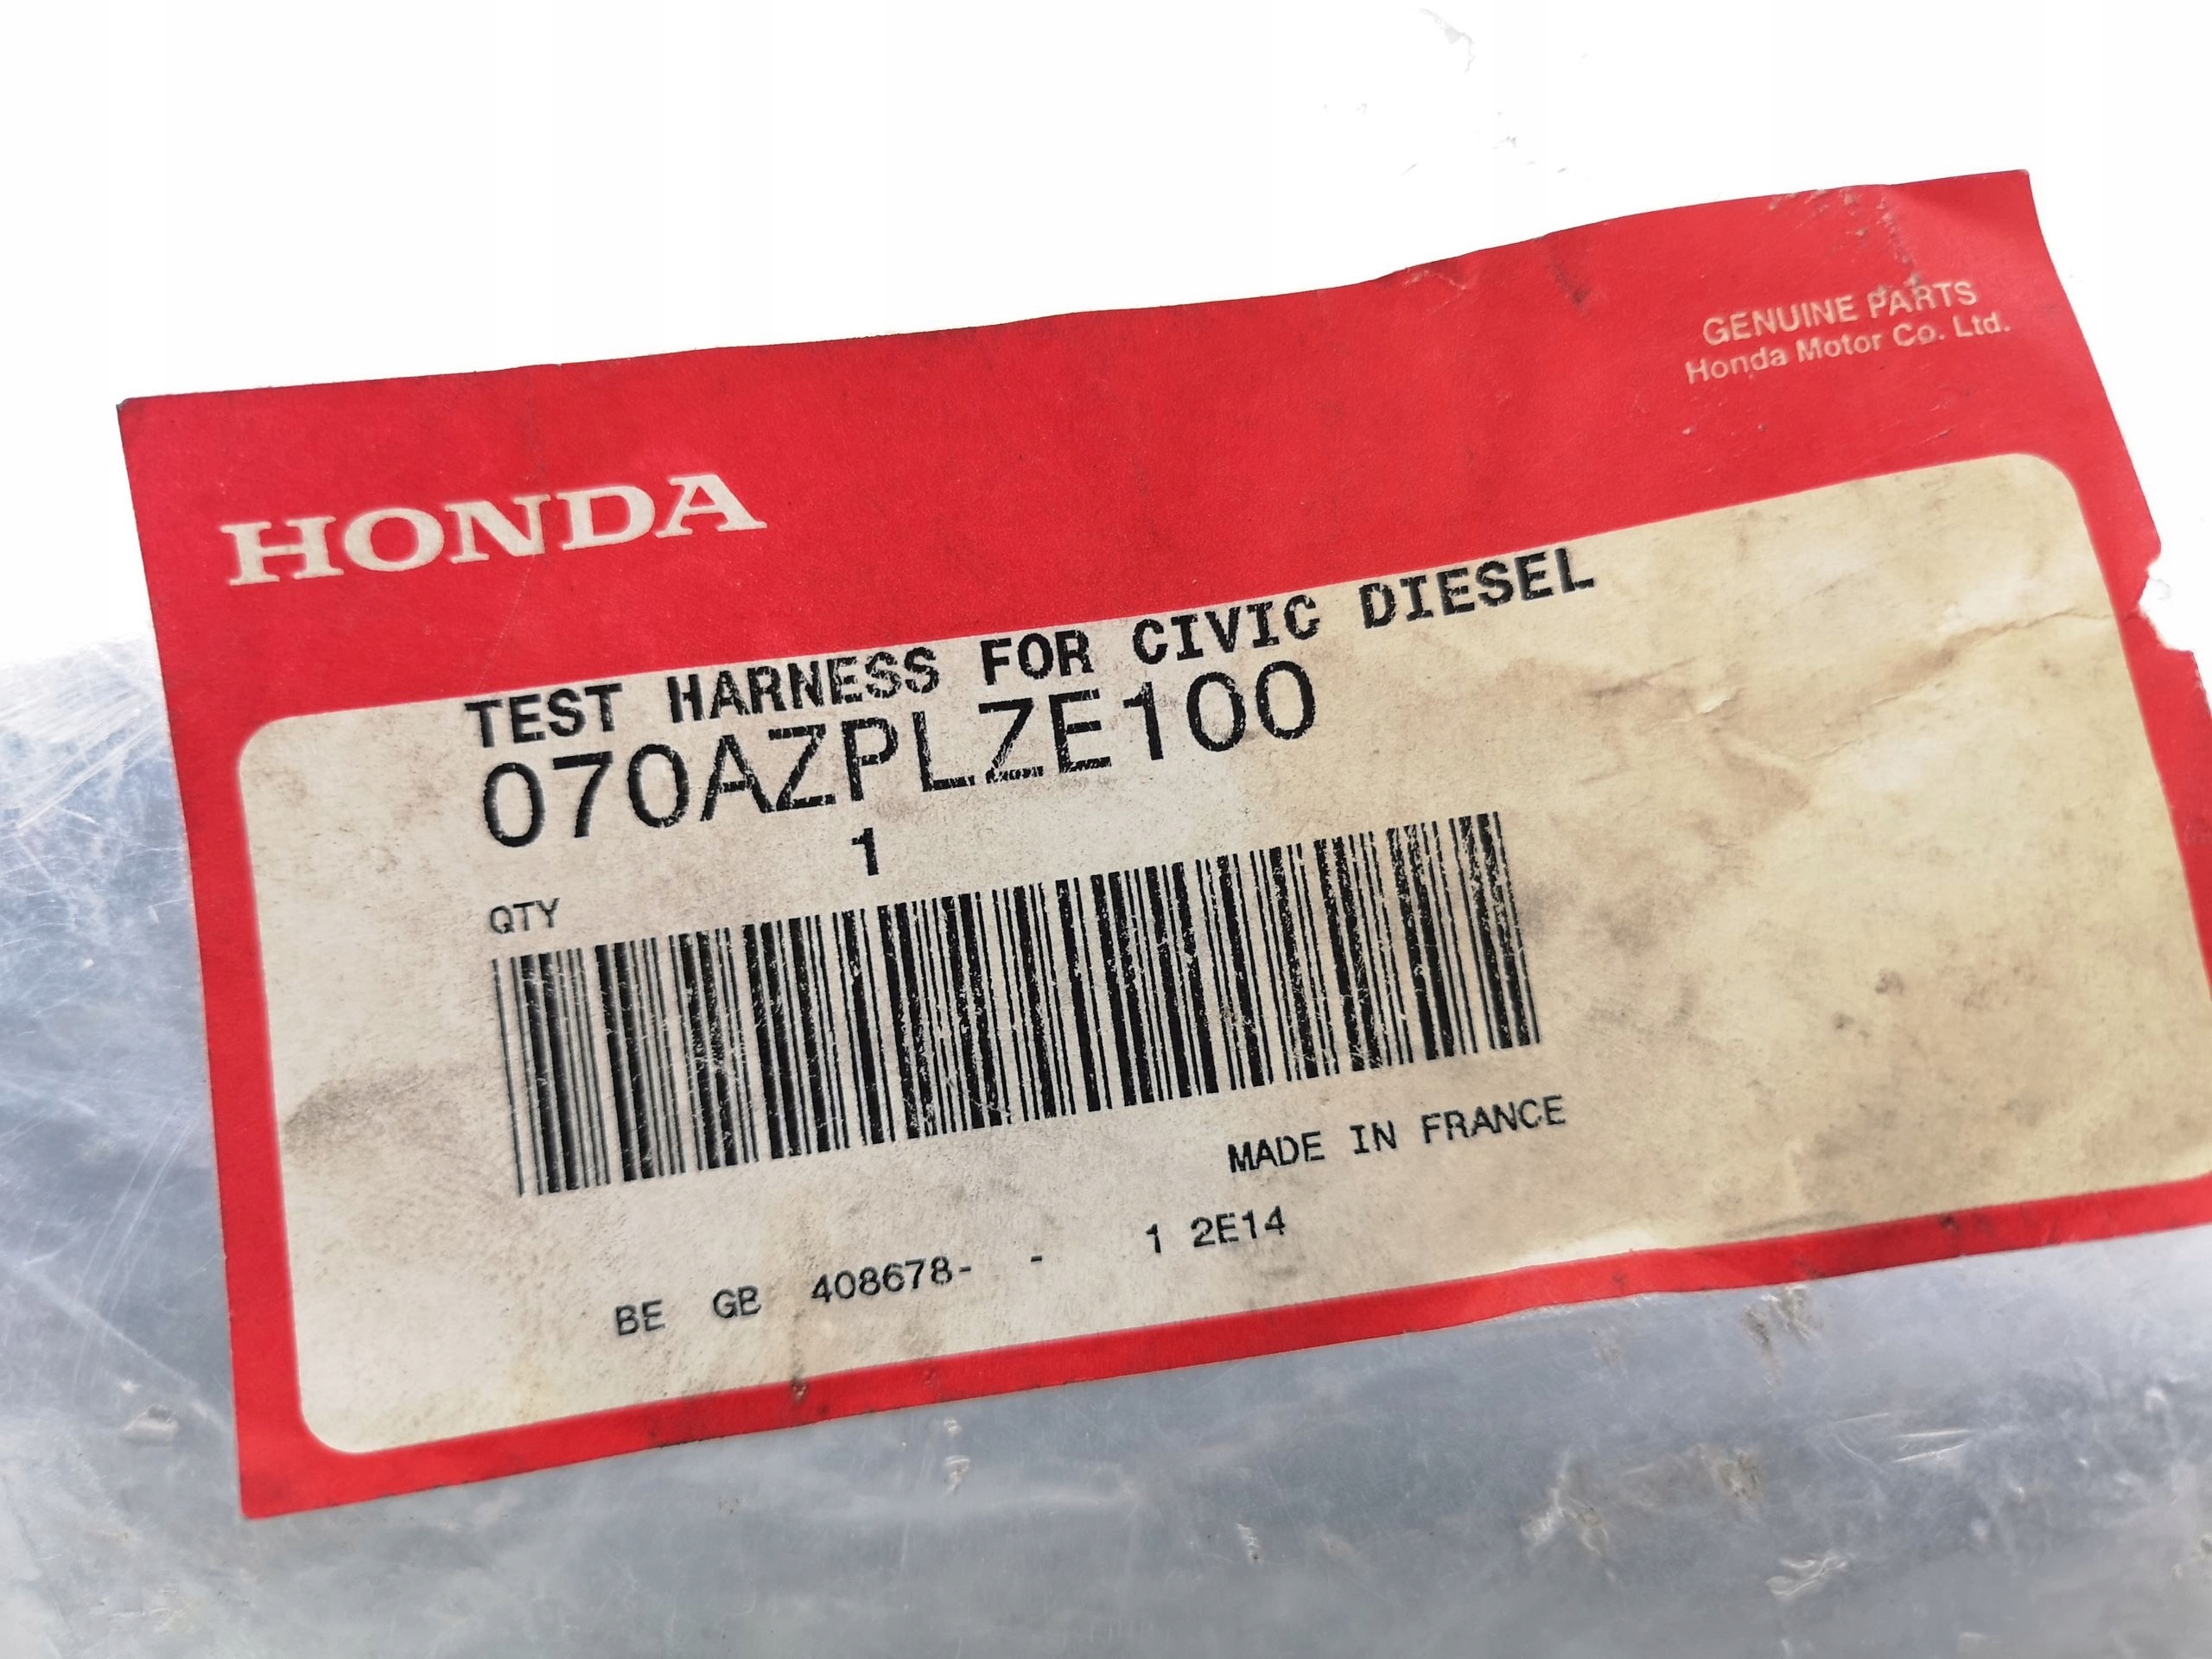 GENUINE PARTS
Honda Motor Co. Ltd.
HONDA
TEST HARNESS FOR CIVIC DIESEL
070AZPLZE100
1
QTY
MADE IN FRANCE
BE GB 408678- - 1 2E14